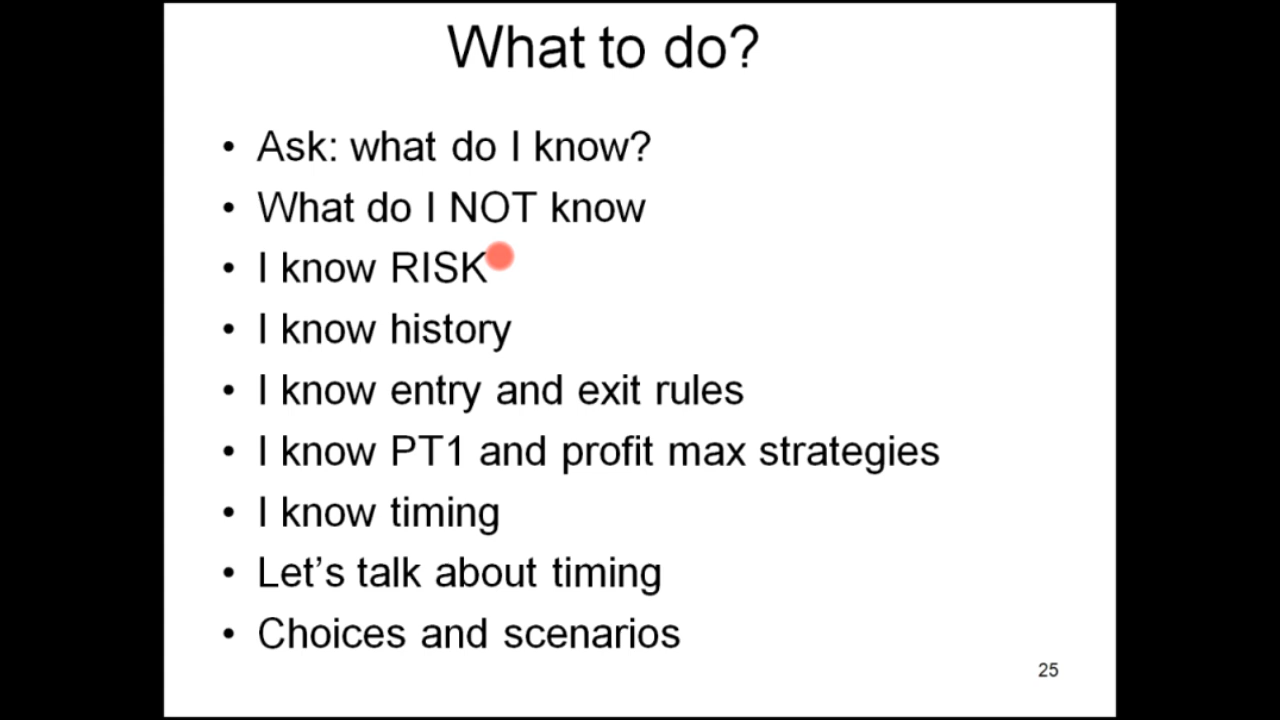 What to do?
• Ask: what do I know?
• What do I NOT know
• I know RISK
• I know history
• I know entry and exit rules
• I know PT1 and profit max strategies
• I know timing
• Let’s talk about timing
• Choices and scenarios
25